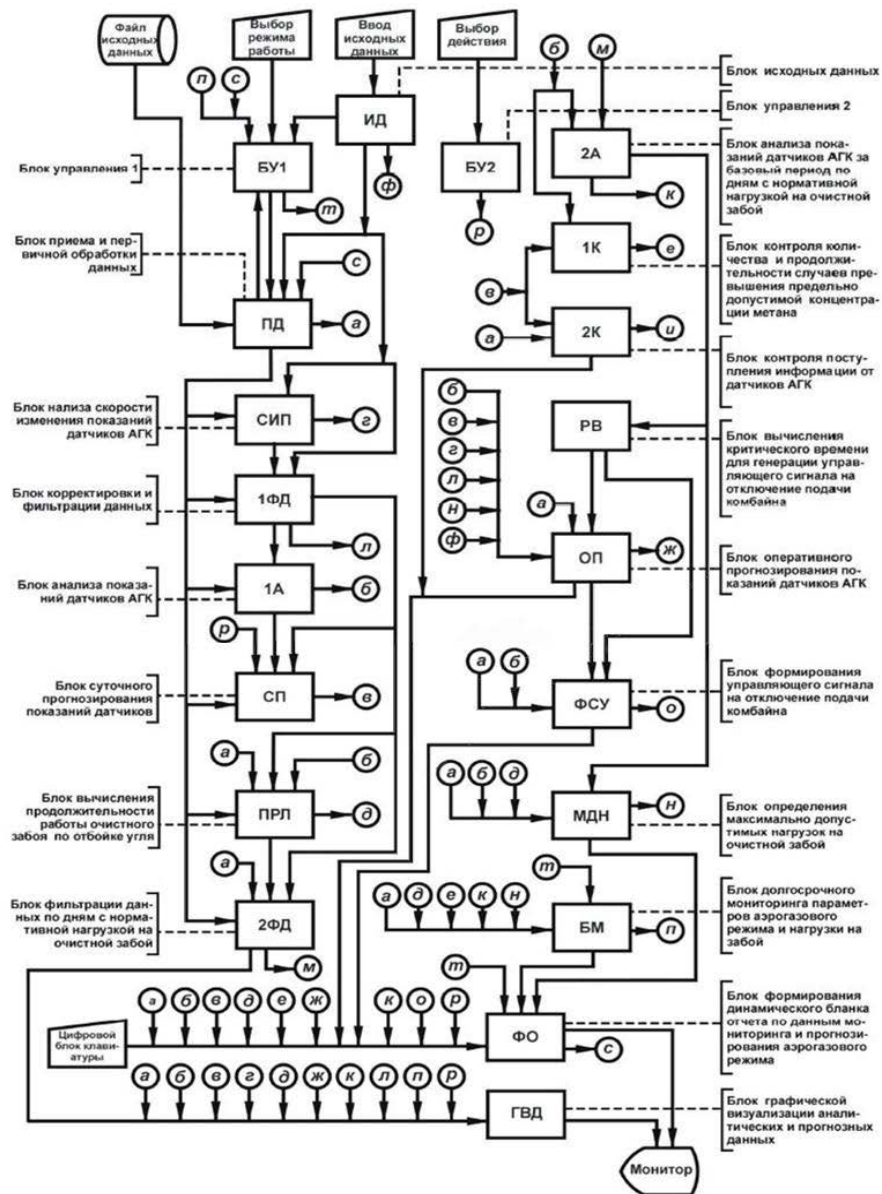 Файл
исходных
данных
Выбор
режима
работы
Ввод
исходных
данных
Выбор
действия
б
м
п
с
Блок исходных данных
ИД
Блок управления 2
БУ1
БУ2
2А
Блок анализа пока-
заний датчиков АГК
за базовый период по
дням с нормативной
нагрузкой на очистной
забой
Блок управления 1
ф
т
р
к
Блок приема и пер-
вичной обработки
данных
1К
е
Блок контроля коли-
чества и продолжи-
тельности случаев пре-
вышения предельно
допустимой концентра-
ции метана
с
в
ПД
а
а
2К
и
Блок контроля посту-
пления информации от
датчиков АГК
Блок нализа скорости
изменения показаний
датчиков АГК
СИП
г
б
в
г
л
н
ф
РВ
Блок вычисления
критического времени
для генерации управ-
ляющего сигнала на
отключение подачи
комбайна
Блок корректировки и
фильтрации данных
1ФД
л
а
ОП
ж
Блок оперативного
прогнозирования по-
казаний датчиков АГК
Блок анализа показа-
ний датчиков АГК
1А
б
р
Блок суточного
прогнозирования
показаний датчиков
СП
в
а
б
ФСУ
о
Блок формирования
управляющего сигнала
на отключение подачи
комбайна
а
б
Блок вычисления
продолжительности
работы очистного
забоя по отбойке угля
ПРЛ
д
а
б
д
МДН
н
Блок определения
максимально допус-
тимых нагрузок на
очистной забой
а
Блок фильтрации дан-
ных по дням с норма-
тивной нагрузкой на
очистной забой
2ФД
м
т
а
д
е
к
н
БМ
п
Блок долгосрочного
мониторинга парамет-
ров аэрогазового
режима и нагрузки на
забой
т
а
б
в
д
е
ж
к
о
р
Цифровой
блок клави-
атуры
ФО
с
Блок формирования
динамического бланка
отчета по данным мо-
ниторинга и прогнози-
рования аэрогазового
режима
а
б
в
г
д
ж
к
л
п
р
ГВД
Блок графической
визуализации анали-
тических и прогнозных
данных
Монитор